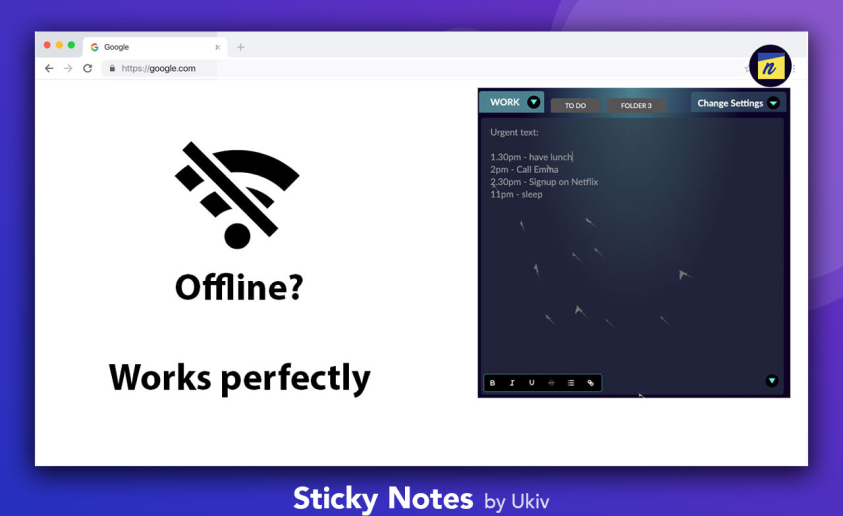 Google
https://google.com
n
WORK
TO DO
FOLDER 3
Change Settings
Urgent text:
1.30pm - have lunch
2pm - Call Emma
2.30pm - Signup on Netflix
11pm - sleep
B I U S
Offline?
Works perfectly
Sticky Notes by Ukiv